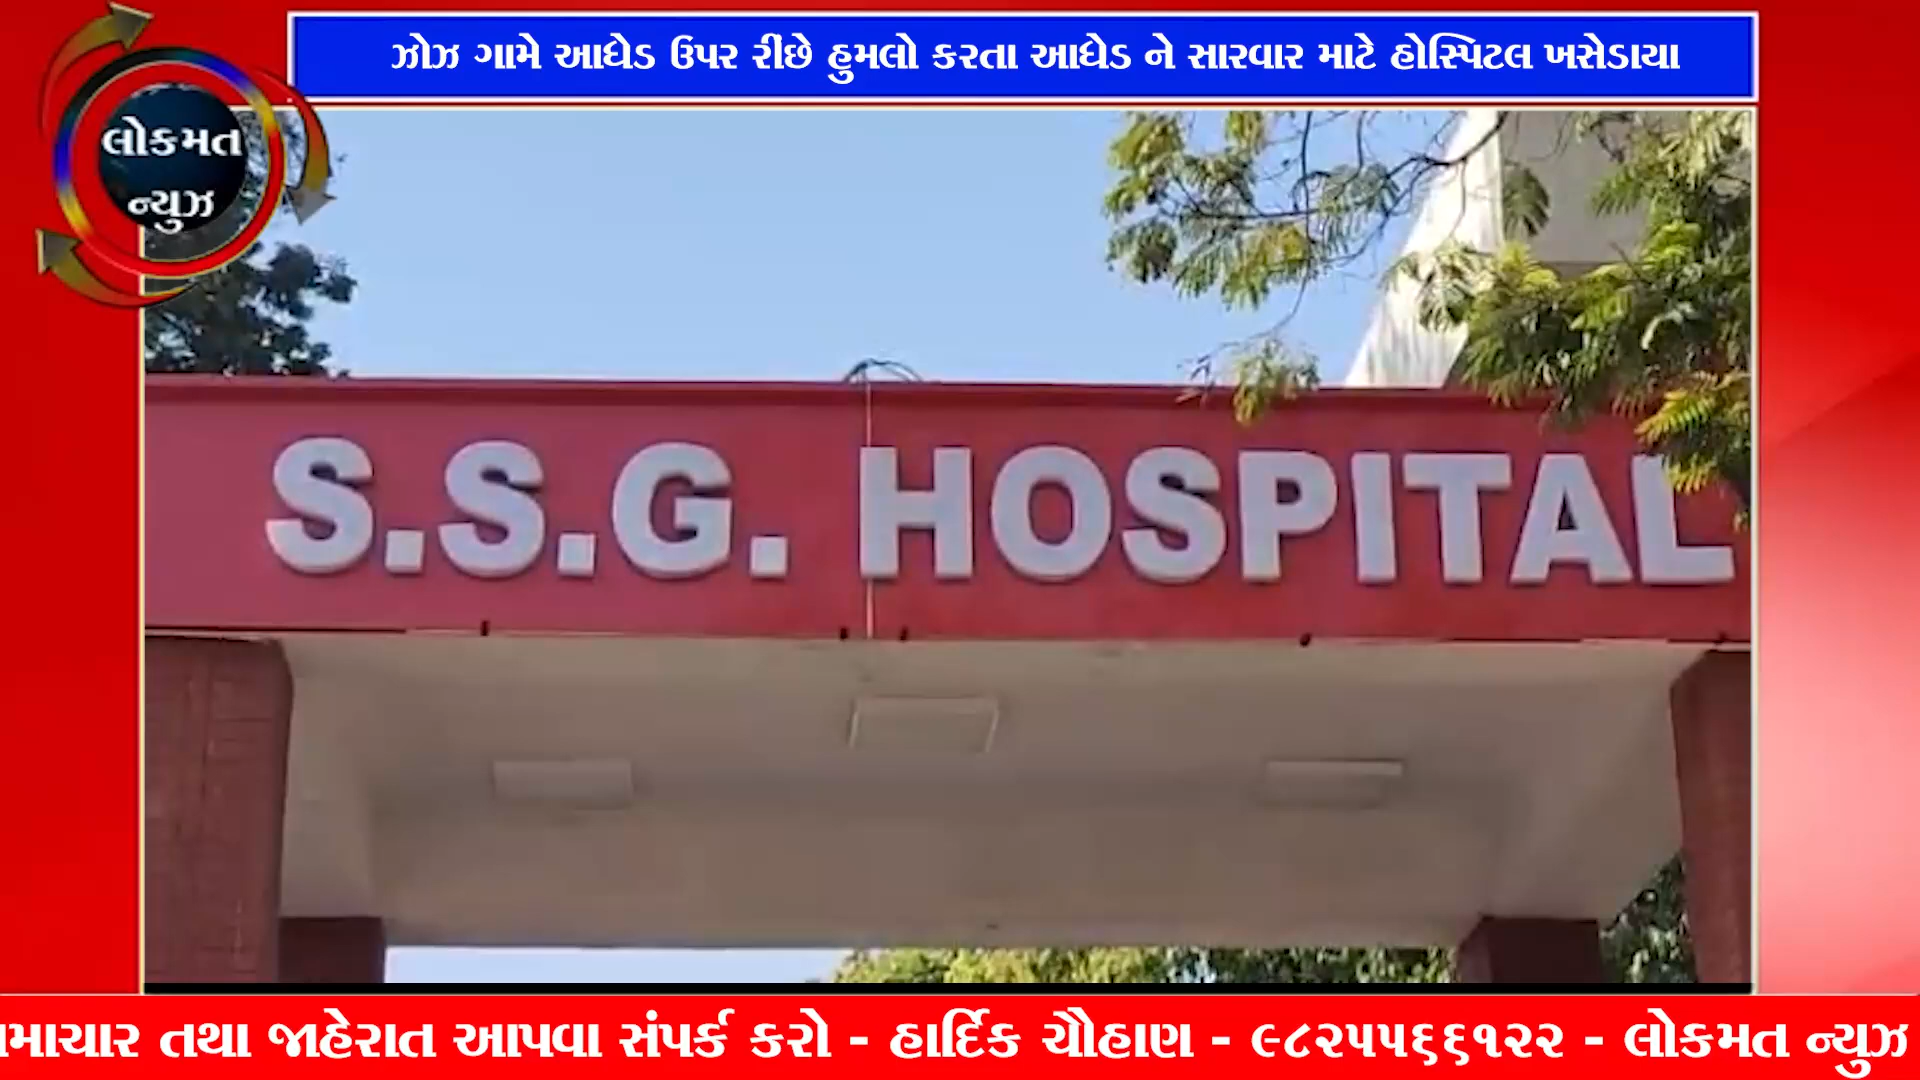 ઝોઝ ગામે આધેડ ઉપર રીંછે હુમલો કરતા આધેડ ને સારવાર માટે હોસ્પિટલ ખસેડાયા
લોકમત
ન્યુઝ
S.S.G. HOSPITAL
તથા જાહેરાત આપવા સંપર્ક કરો - હાર્દિક ચૌહાણ - ૯૮૨૫૫૬૬૧૨૨ - લોકમત ન્યુઝ